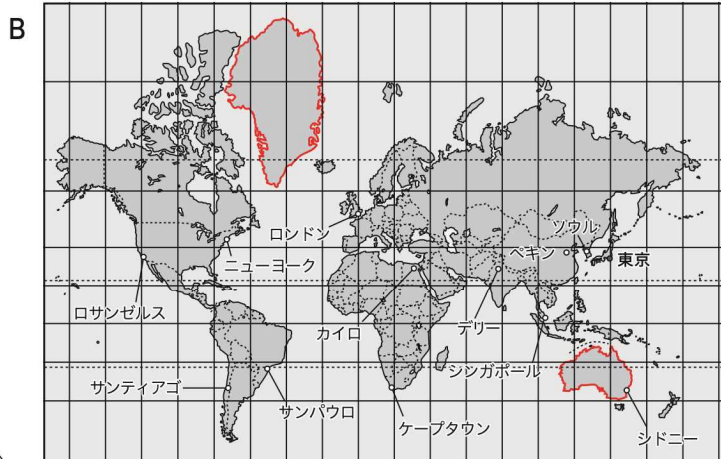 B
ロンドン
ソウル
ペキン
東京
ニューヨーク
ロサンゼルス
カイロ
デリー
シンガポール
サンティアゴ
サンパウロ
ケープタウン
シドニー